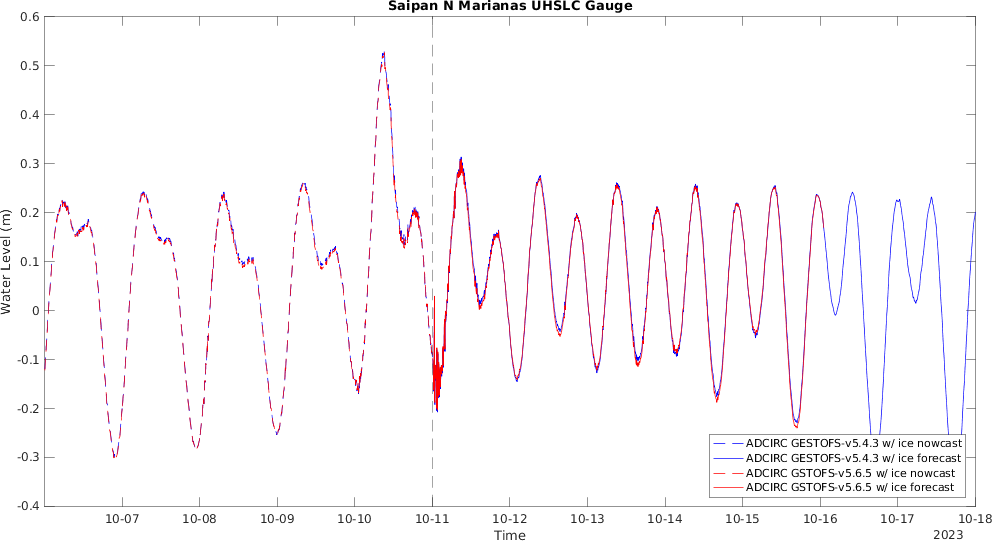 Saipan N Marianas UHSLC Gauge
0.6
0.5
0.4
0.3
0.2
0.1
0
-0.1
-0.2
-0.3
-0.4
Water Level (m)
ADCIRC GESTOFS-v5.4.3 w/ ice nowcast
ADCIRC GESTOFS-v5.4.3 w/ ice forecast
ADCIRC GSTOFS-v5.6.5 w/ ice nowcast
ADCIRC GSTOFS-v5.6.5 w/ ice forecast
10-07 10-08 10-09 10-10 10-11 10-12 10-13 10-14 10-15 10-16 10-17 10-18
Time
2023